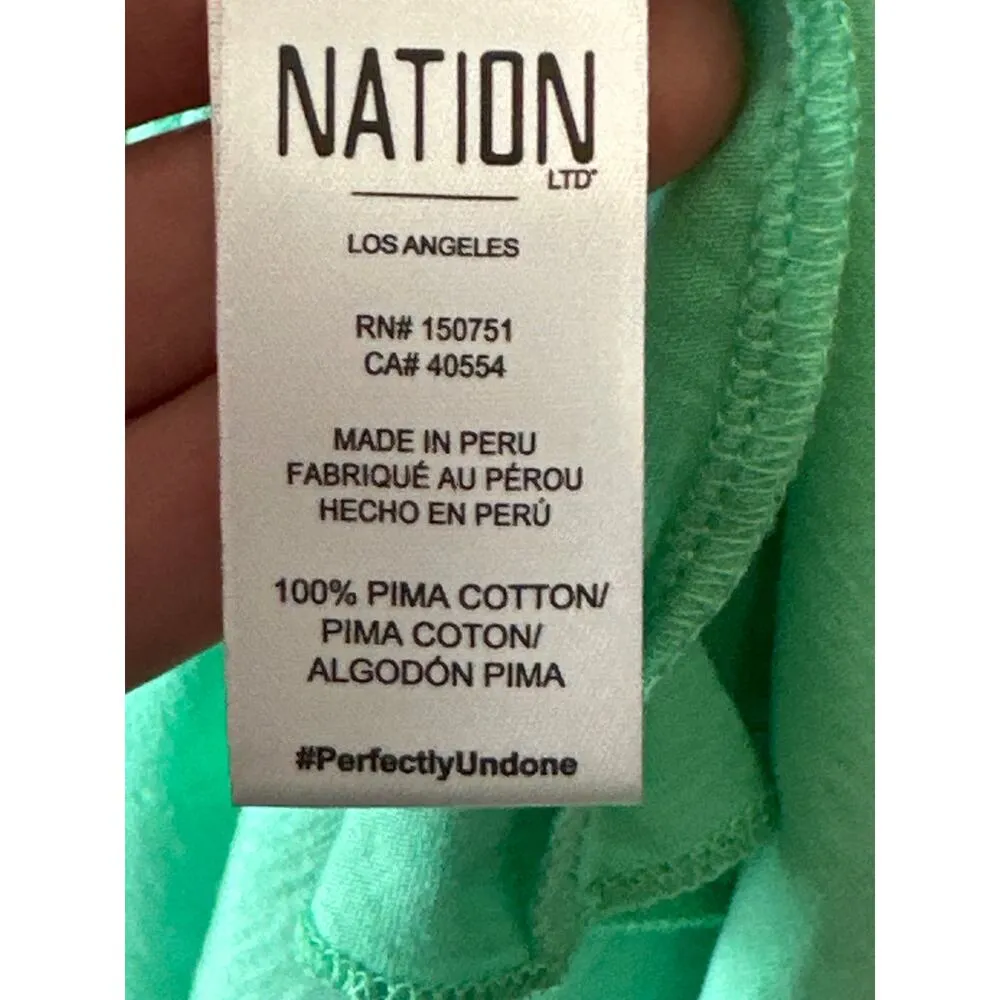 NATION
LTD®
LOS ANGELES
RN# 150751
CA# 40554
MADE IN PERU
FABRIQUÉ AU PÉROU
HECHO EN PERÚ
100% PIMA COTTON/
PIMA COTON/
ALGODÓN PIMA
#PerfectlyUndone